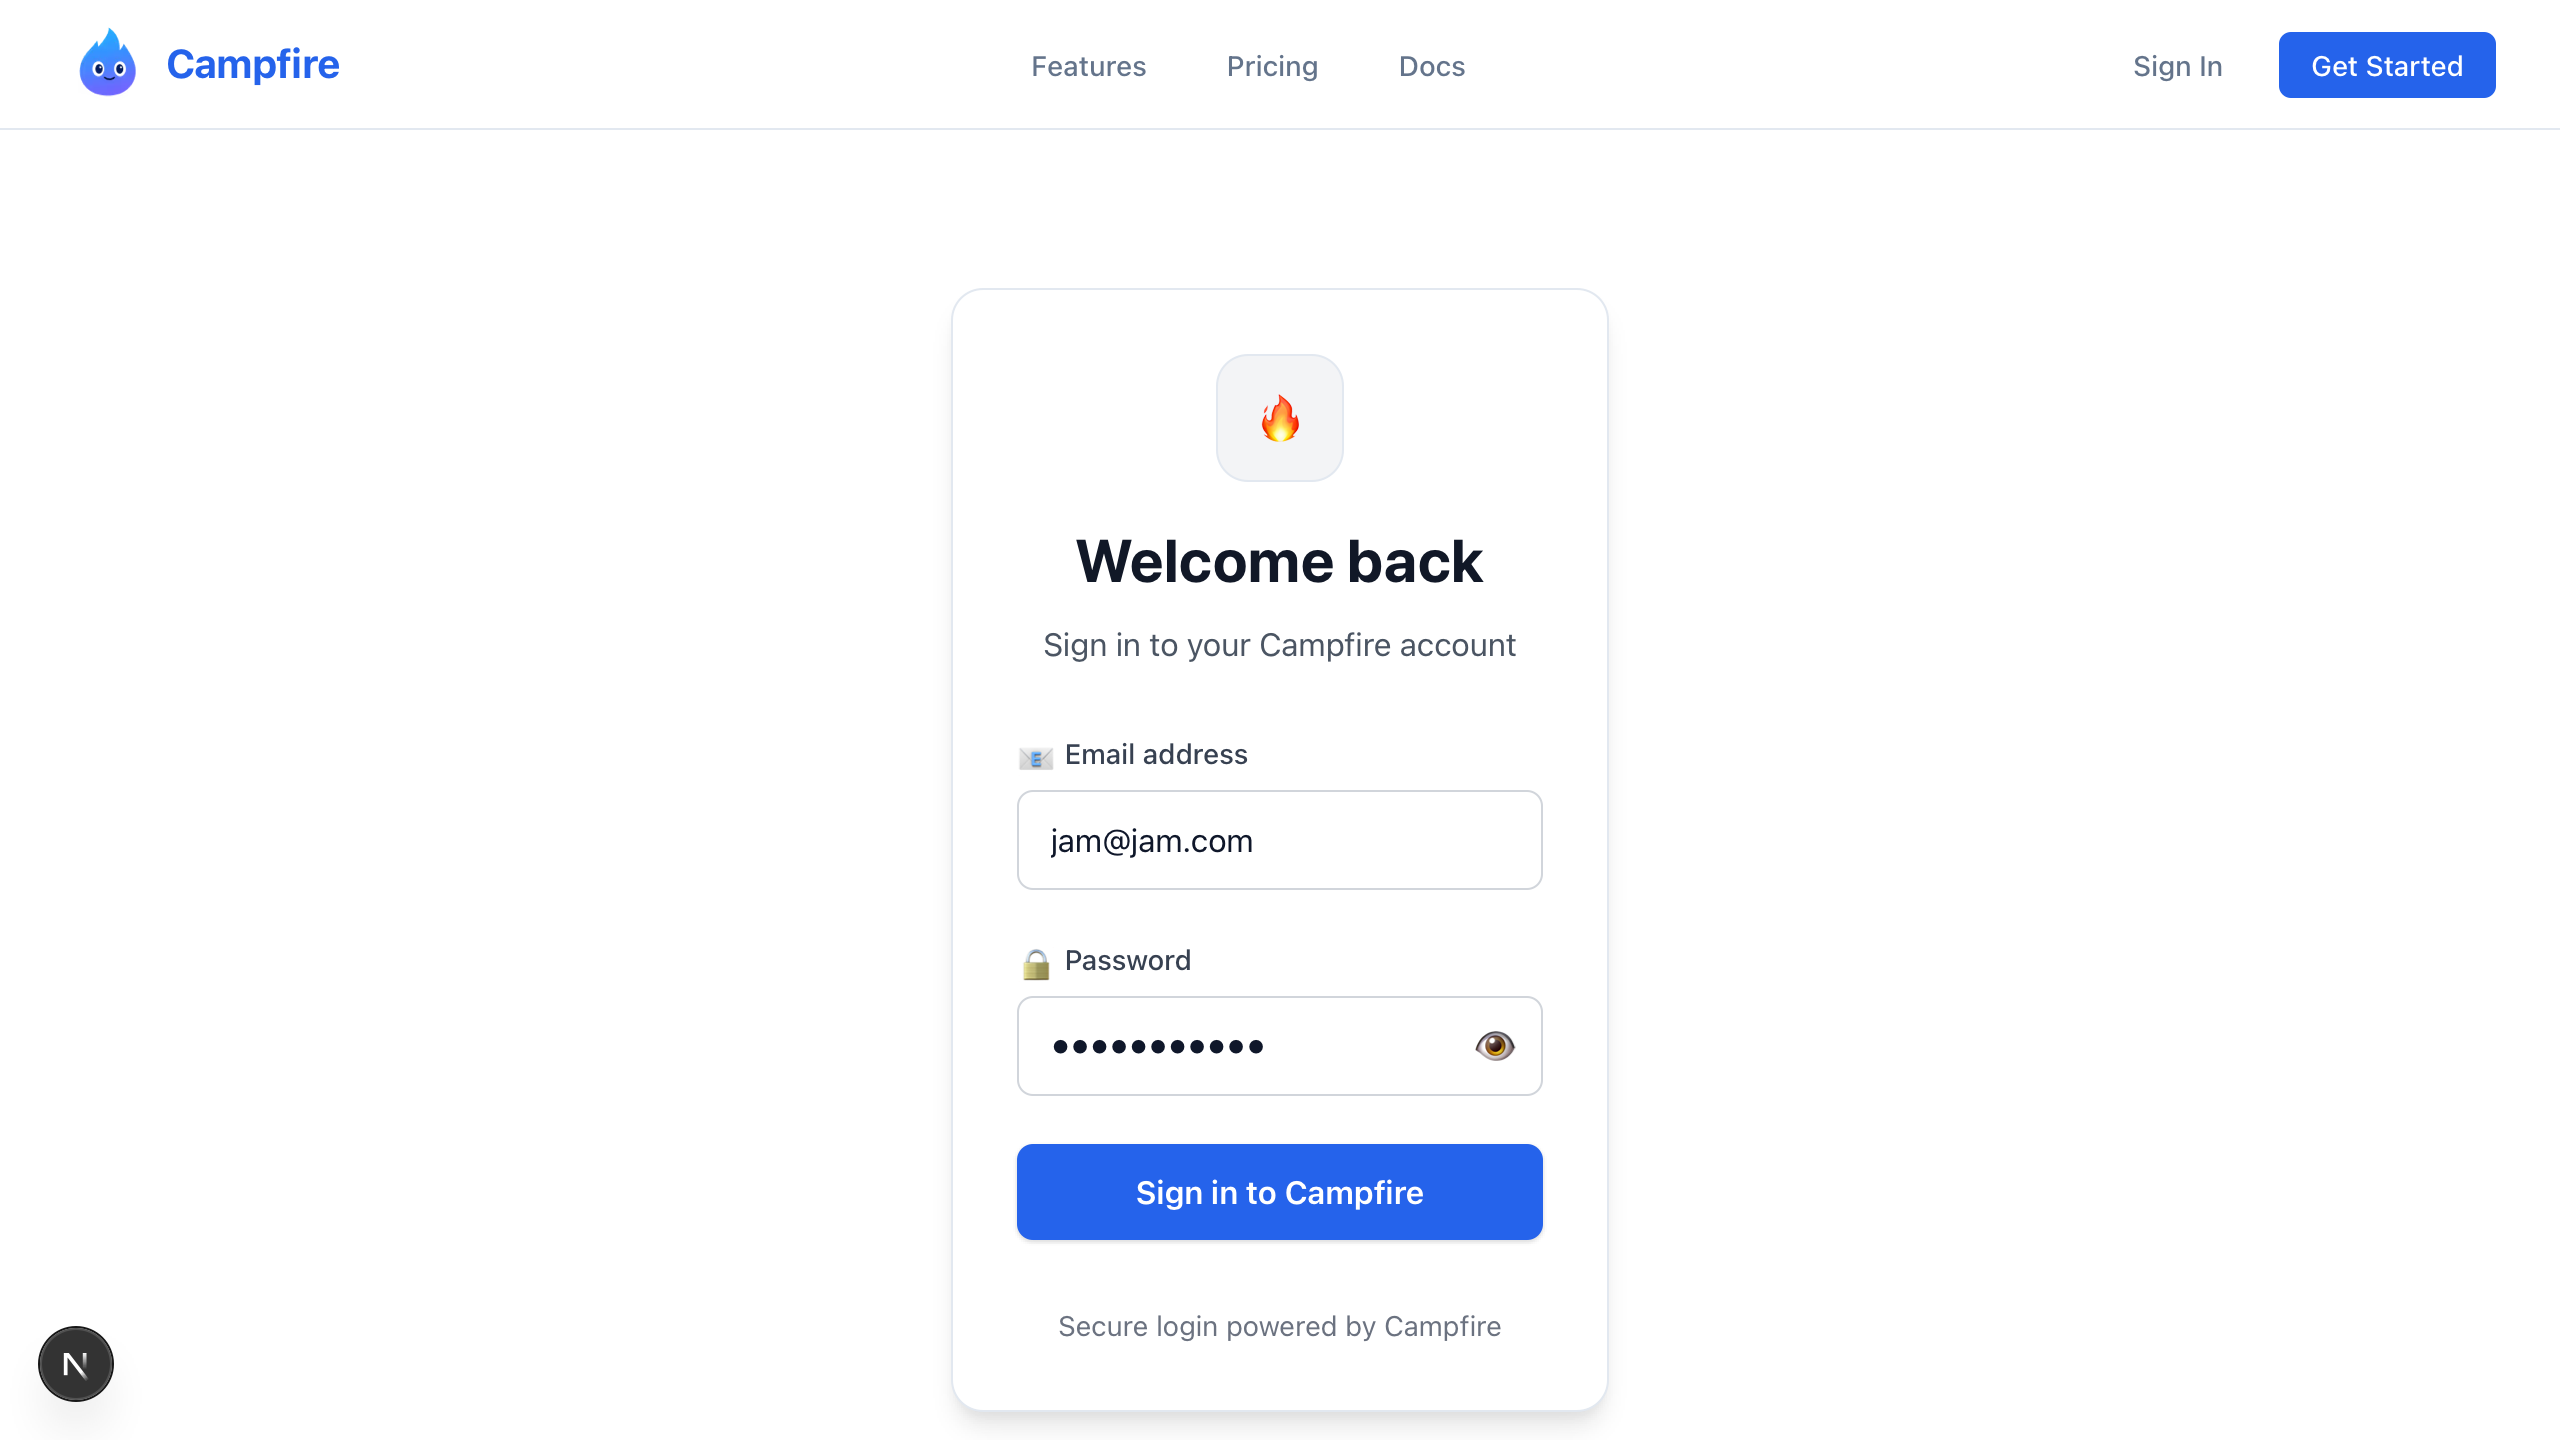 Campfire
Features Pricing Docs
Sign In Get Started
Welcome back
Sign in to your Campfire account
Email address
jam@jam.com
Password
•••••••••••
Sign in to Campfire
Secure login powered by Campfire
N